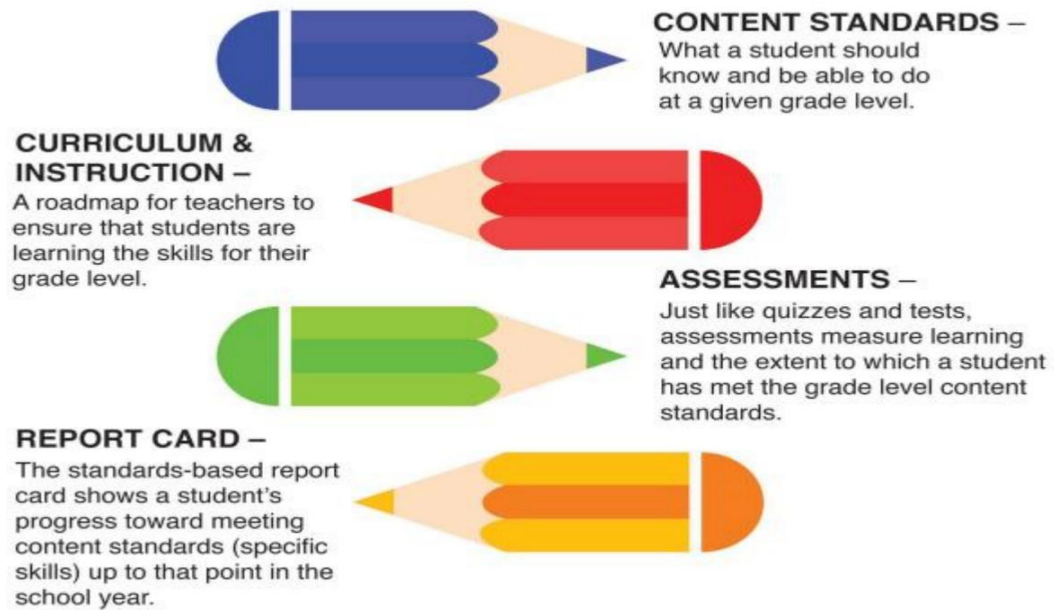 CONTENT STANDARDS –
What a student should
know and be able to do
at a given grade level.
CURRICULUM &
INSTRUCTION –
A roadmap for teachers to
ensure that students are
learning the skills for their
grade level.
ASSESSMENTS –
Just like quizzes and tests,
assessments measure learning
and the extent to which a student
has met the grade level content
standards.
REPORT CARD –
The standards-based report
card shows a student's
progress toward meeting
content standards (specific
skills) up to that point in the
school year.